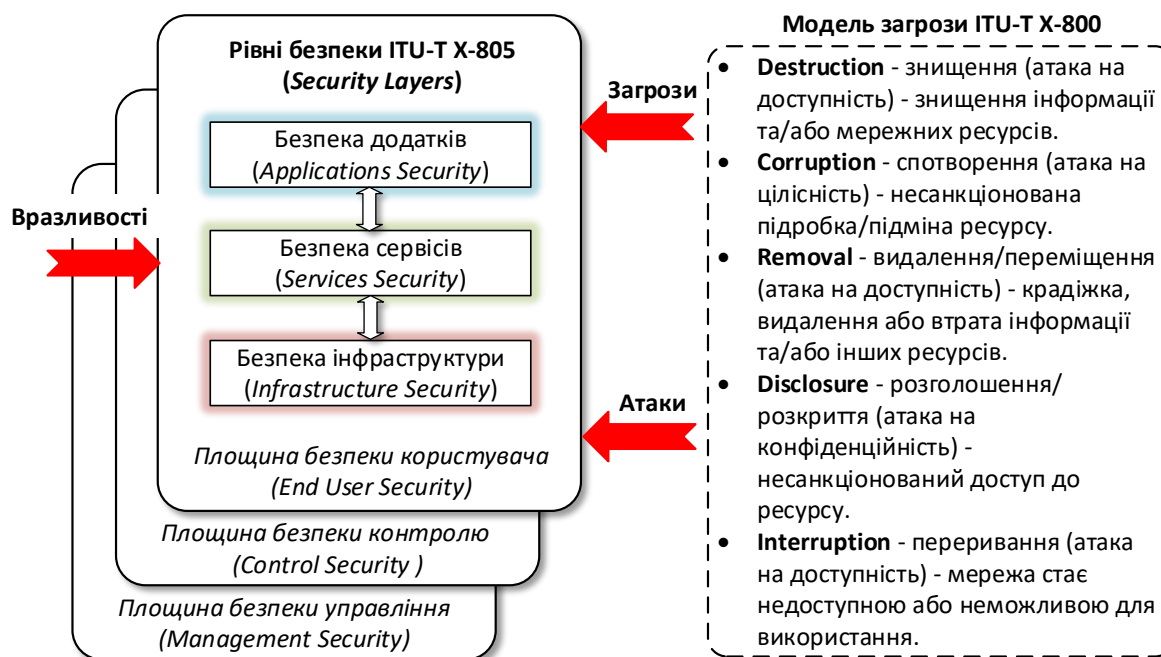 Рівні безпеки ITU-T X-805
(Security Layers)
Безпека додатків
(Applications Security)
Безпека сервісів
(Services Security)
Безпека інфраструктури
(Infrastructure Security)
Площина безпеки користувача
(End User Security)
Площина безпеки контролю
(Control Security )
Площина безпеки управління
(Management Security)
Вразливості
Загрози
Атаки
Модель загрози ITU-T X-800
• Destruction - знищення (атака на
доступність) - знищення інформації
та/або мережних ресурсів.
• Corruption - спотворення (атака на
цілісність) - несанкціонована
підробка/підміна ресурсу.
• Removal - видалення/переміщення
(атака на доступність) - крадіжка,
видалення або втрата інформації
та/або інших ресурсів.
• Disclosure - розголошення/
розкриття (атака на
конфіденційність) -
несанкціонований доступ до
ресурсу.
• Interruption - переривання (атака
на доступність) - мережа стає
недоступною або неможливою для
використання.